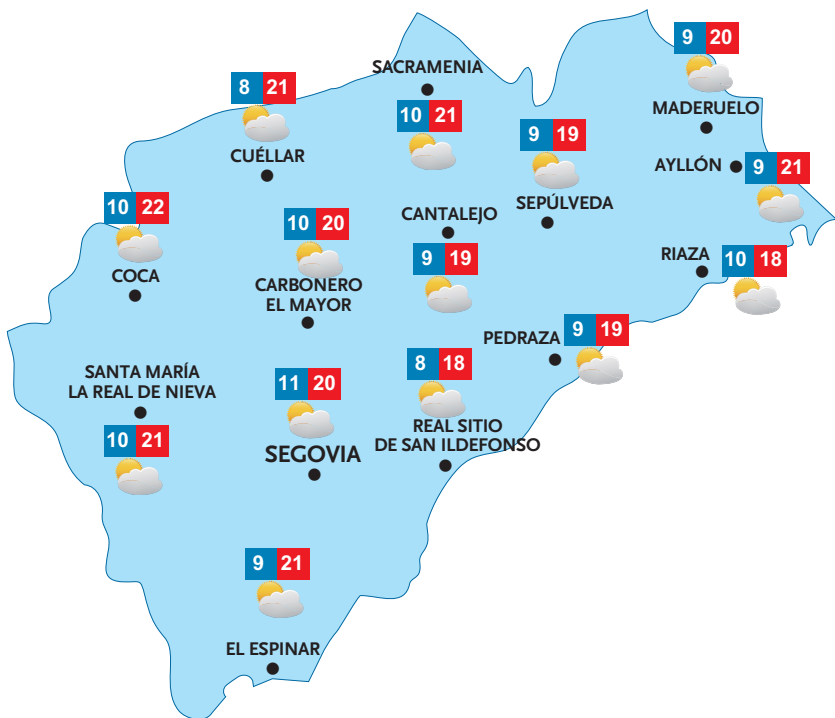 9 20
MADERUELO
SACRAMENIA
10 21
8 21
CUÉLLAR
9 19
SEPÚLVEDA
AYLLÓN
9 21
10 22
COCA
10 20
CARBONERO
EL MAYOR
CANTALEJO
9 19
RIAZA
10 18
PEDRAZA
9 19
SANTA MARÍA
LA REAL DE NIEVA
10 21
11 20
SEGOVIA
8 18
REAL SITIO
DE SAN ILDEFONSO
9 21
EL ESPINAR